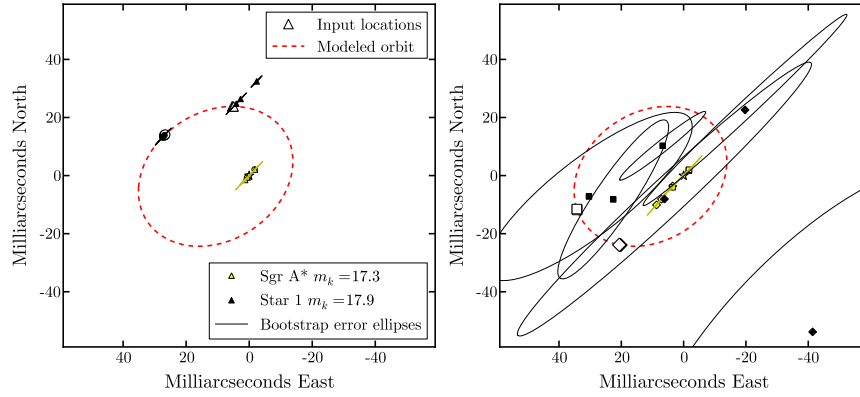 Input locations
Modeled orbit
Sgr A* m_k =17.3
Star 1 m_k =17.9
Bootstrap error ellipses
40
20
0
-20
-40
60
40
20
0
-20
-40
Milliarcseconds East
Milliarcseconds North
40
20
0
-20
-40
60
40
20
0
-20
-40
Milliarcseconds East
Milliarcseconds North